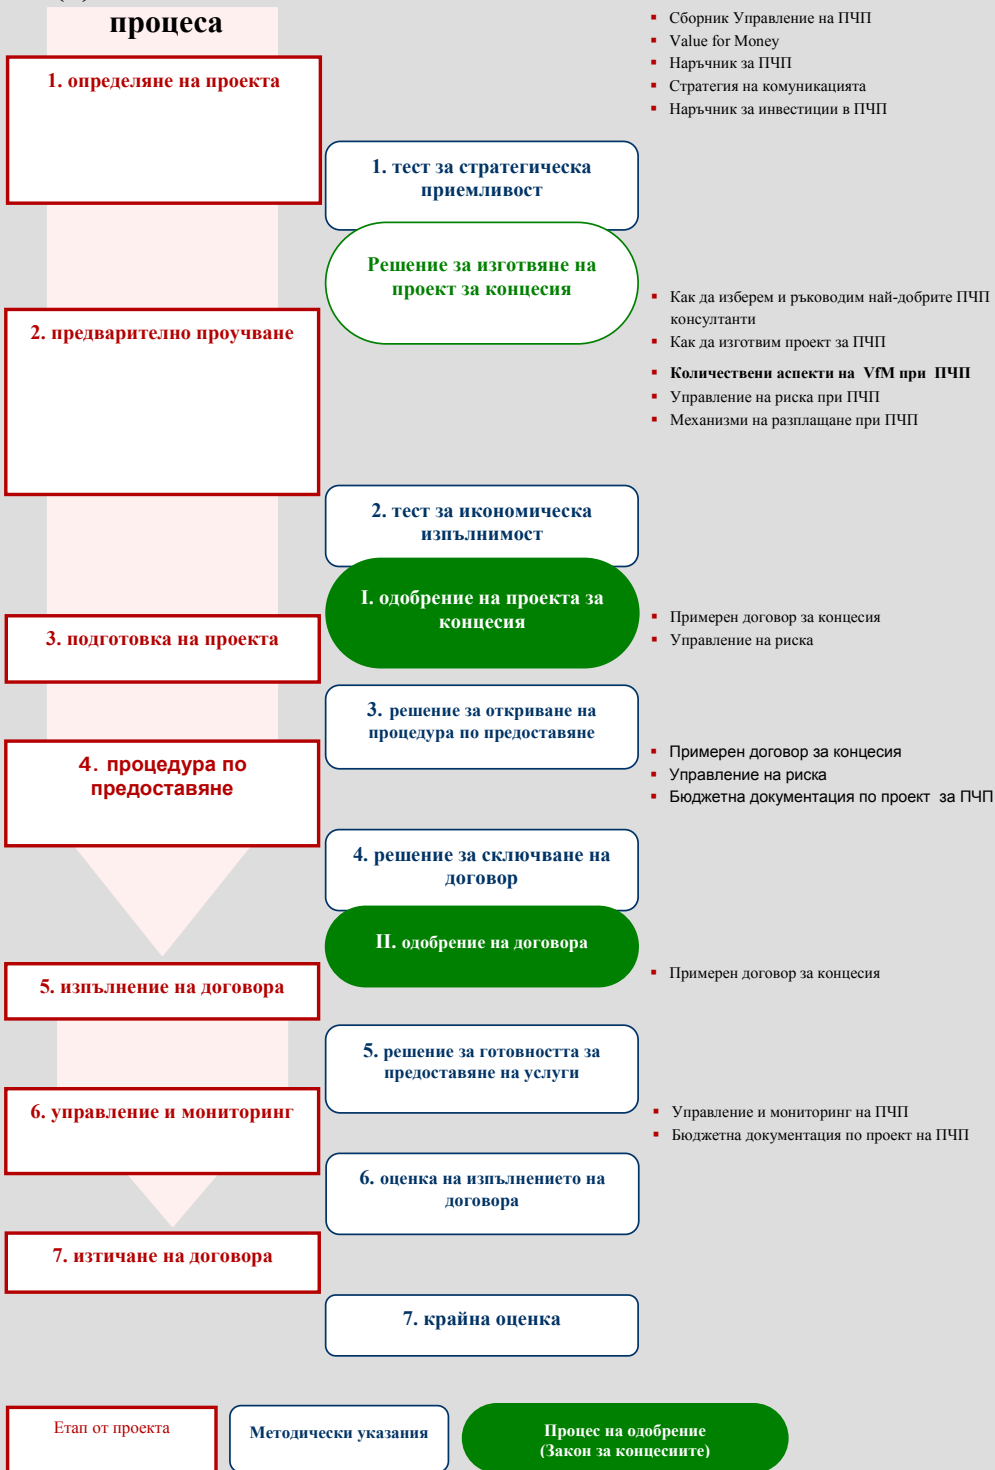 процеса
▪ Сборник Управление на ПЧП
▪ Value for Money
▪ Наръчник за ПЧП
▪ Стратегия на комуникацията
▪ Наръчник за инвестиции в ПЧП
1. определяне на проекта
1. тест за стратегическа
приемливост
Решение за изготвяне на
проект за концесия
2. предварително проучване
▪ Как да изберем и ръководим най-добрите ПЧП
консултанти
▪ Как да изготвим проект за ПЧП
▪ Количествени аспекти на VfM при ПЧП
▪ Управление на риска при ПЧП
▪ Механизми на разплащане при ПЧП
2. тест за икономическа
изпълнимост
I. одобрение на проекта за
концесия
3. подготовка на проекта
▪ Примерен договор за концесия
▪ Управление на риска
3. решение за откриване на
процедура по предоставяне
4. процедура по
предоставяне
▪ Примерен договор за концесия
▪ Управление на риска
▪ Бюджетна документация по проект за ПЧП
4. решение за сключване на
договор
II. одобрение на договора
5. изпълнение на договора
▪ Примерен договор за концесия
5. решение за готовността за
предоставяне на услуги
6. управление и мониторинг
▪ Управление и мониторинг на ПЧП
▪ Бюджетна документация по проект на ПЧП
6. оценка на изпълнението на
договора
7. изтичане на договора
7. крайна оценка
Етап от проекта
Методически указания
Процес на одобрение
(Закон за концесиите)